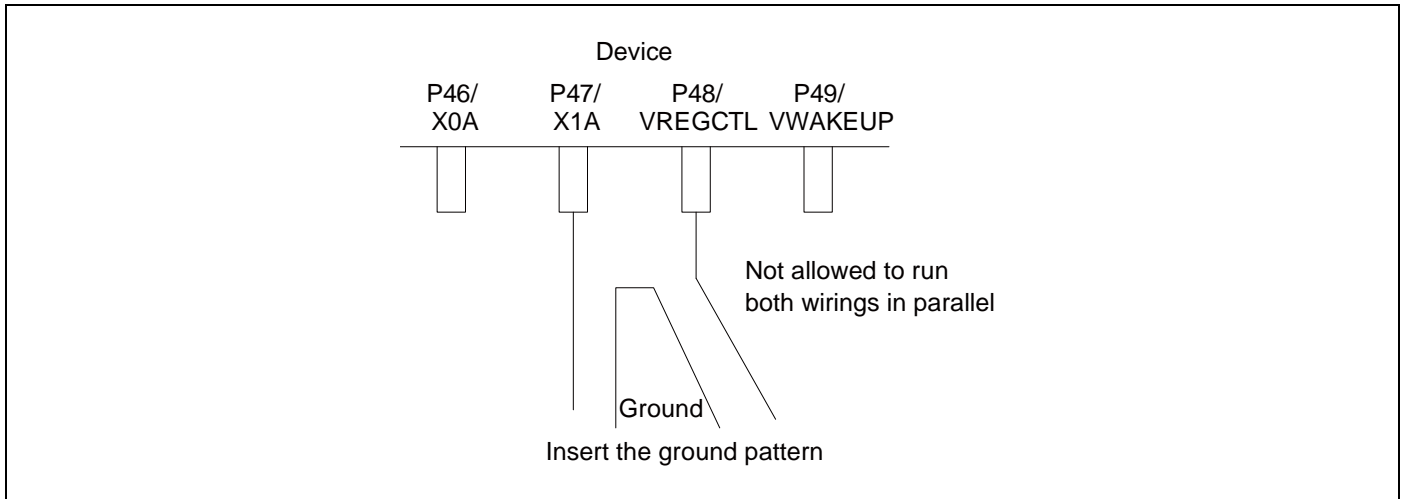 Device
P46/ P47/ P48/ P49/
X0A X1A VREGCTL VWAKEUP
Not allowed to run
both wirings in parallel
Ground
Insert the ground pattern